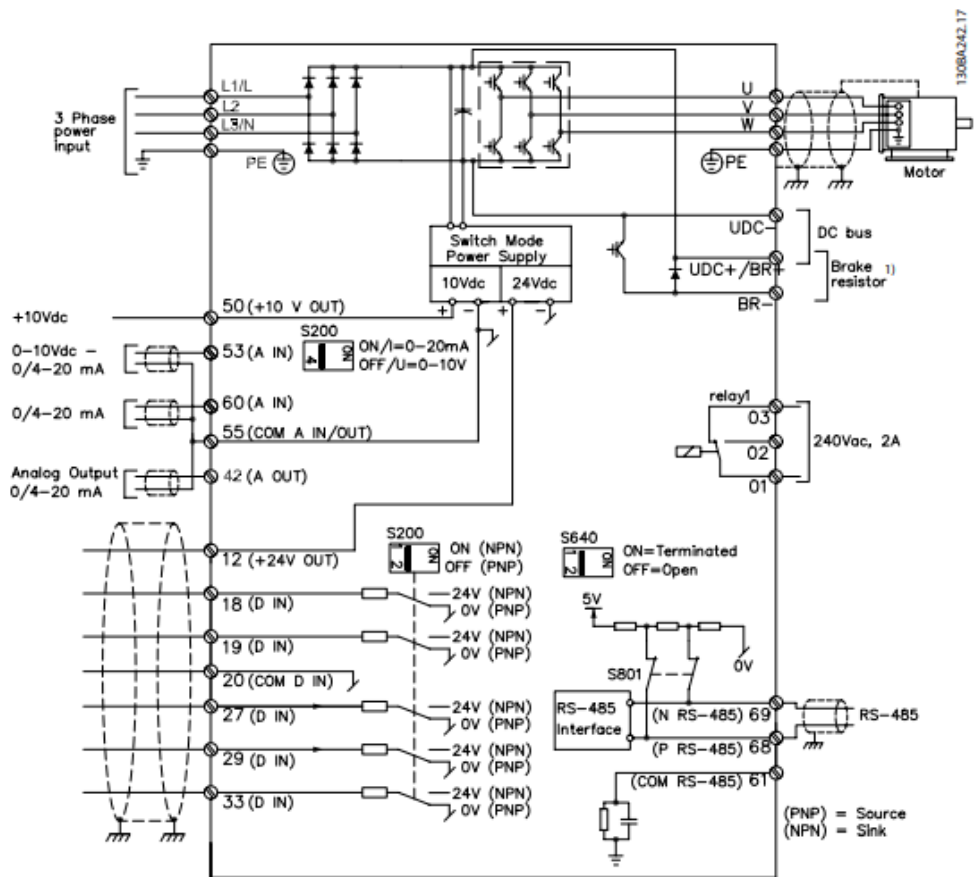 130BA242.17
3 Phase
power
input
L1/L
L2
L3/N
PE
U
V
W
PE
Motor
Switch Mode
Power Supply
10Vdc
24Vdc
+ - + -
UDC-
DC bus
UDC+/BR+
Brake
resistor 1)
BR-
+10Vdc
50 (+10 V OUT)
0-10Vdc -
0/4-20 mA
53 (A IN)
S200
ON
4
ON/I=0-20mA
OFF/U=0-10V
0/4-20 mA
60 (A IN)
55 (COM A IN/OUT)
Analog Output
0/4-20 mA
42 (A OUT)
relay1
03
02
01
240Vac, 2A
12 (+24V OUT)
S200
ON
1 2
ON (NPN)
OFF (PNP)
18 (D IN)
24V (NPN)
0V (PNP)
19 (D IN)
24V (NPN)
0V (PNP)
20 (COM D IN)
27 (D IN)
24V (NPN)
0V (PNP)
29 (D IN)
24V (NPN)
0V (PNP)
33 (D IN)
24V (NPN)
0V (PNP)
S640
ON
1 2
ON=Terminated
OFF=Open
5V
0V
S801
RS-485
Interface
(N RS-485) 69
RS-485
(P RS-485) 68
(COM RS-485) 61
(PNP) = Source
(NPN) = Sink